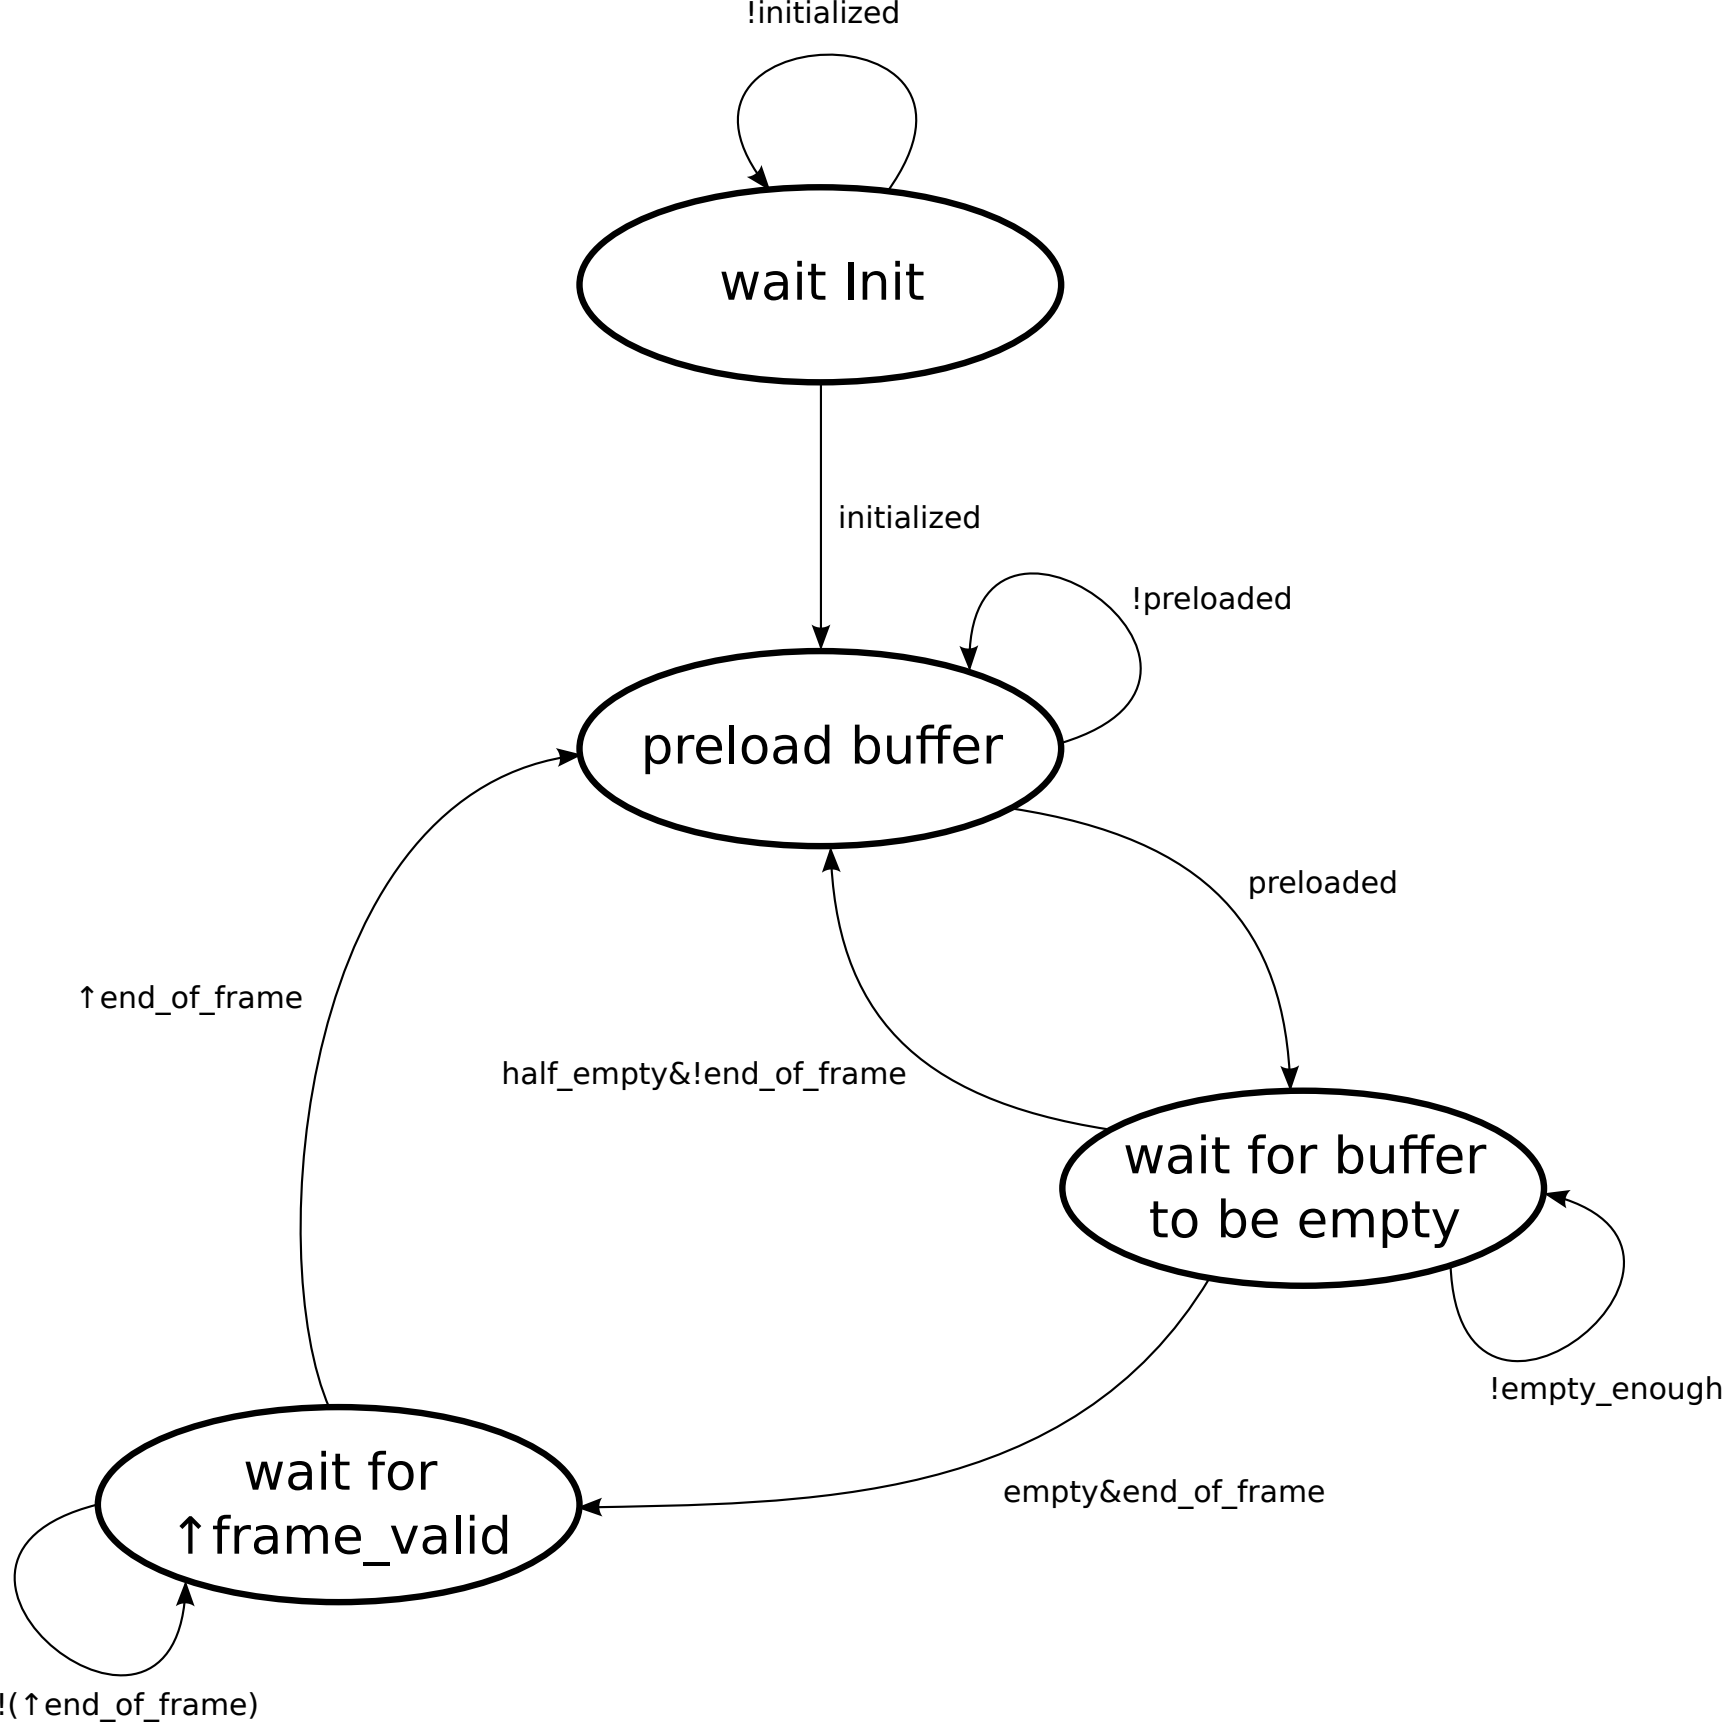 !initialized
wait Init
initialized
!preloaded
preload buffer
preloaded
↑end_of_frame
half_empty&!end_of_frame
wait for buffer
to be empty
!empty_enough
wait for
↑frame_valid
empty&end_of_frame
!(↑end_of_frame)